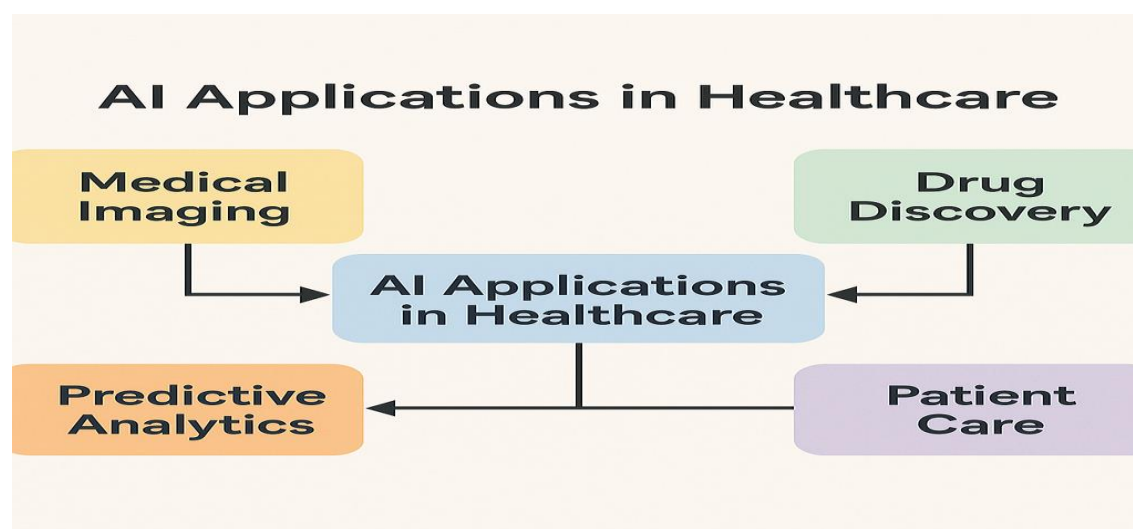 AI Applications in Healthcare
Medical
Imaging
Drug
Discovery
AI Applications
in Healthcare
Predictive
Analytics
Patient
Care